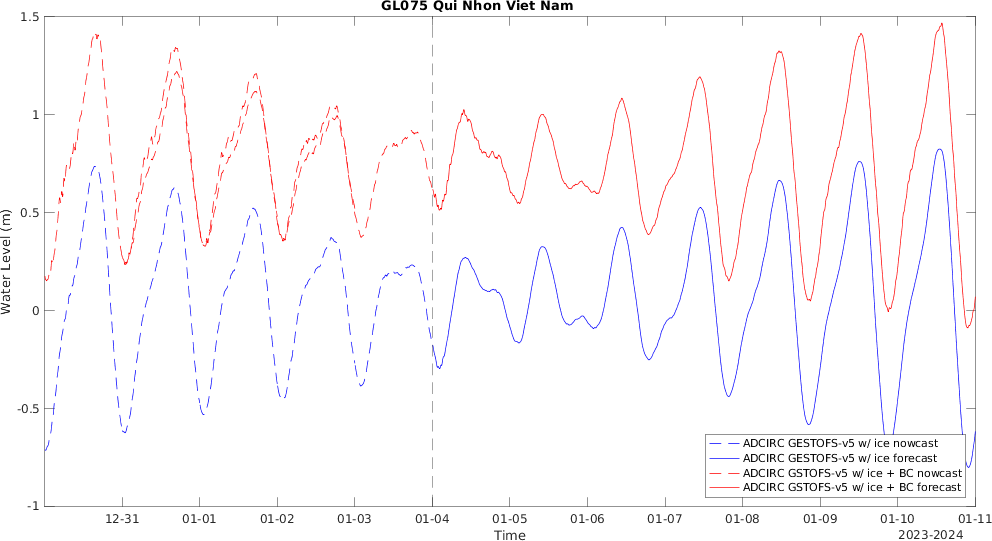 GL075 Qui Nhon Viet Nam
1.5
1
0.5
0
-0.5
-1
Water Level (m)
ADCIRC GESTOFS-v5 w/ ice nowcast
ADCIRC GESTOFS-v5 w/ ice forecast
ADCIRC GSTOFS-v5 w/ ice + BC nowcast
ADCIRC GSTOFS-v5 w/ ice + BC forecast
12-31 01-01 01-02 01-03 01-04 01-05 01-06 01-07 01-08 01-09 01-10 01-11
Time
2023-2024